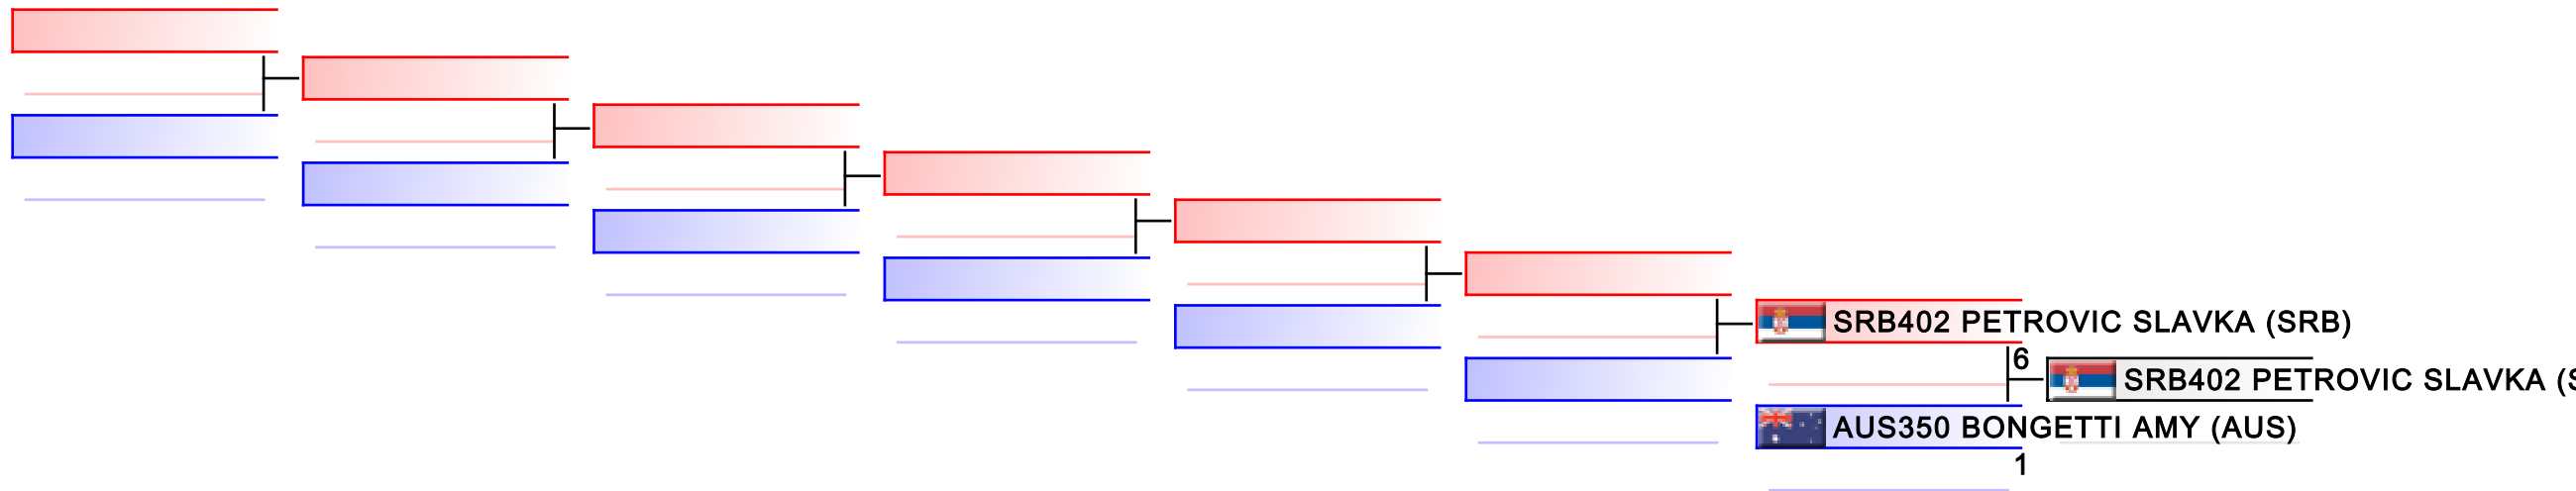 SRB402 PETROVIC SLAVKA (SRB)
6
SRB402 PETROVIC SLAVKA (S
AUS350 BONGETTI AMY (AUS)
1